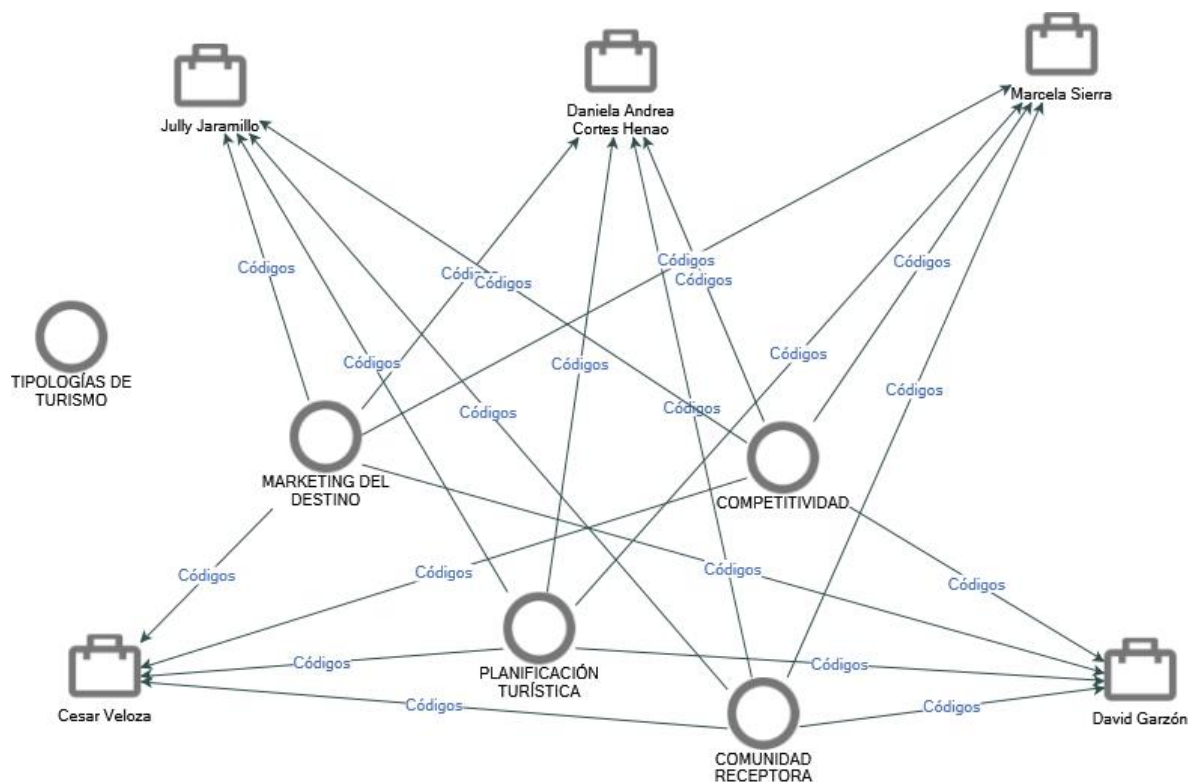 Jully Jaramillo
Daniela Andrea
Cortes Henao
Marcela Sierra
Códigos
Códigos
Códigos
Códigos
Códigos
Códigos
TIPOLOGÍAS DE
TURISMO
Códigos
Códigos
Códigos
Códigos
Códigos
Códigos
MARKETING DEL
DESTINO
COMPETITIVIDAD
Códigos
Códigos
Códigos
Códigos
Códigos
Códigos
PLANIFICACIÓN
TURÍSTICA
Códigos
Códigos
Cesar Veloza
David Garzón
COMUNIDAD
RECEPTORA